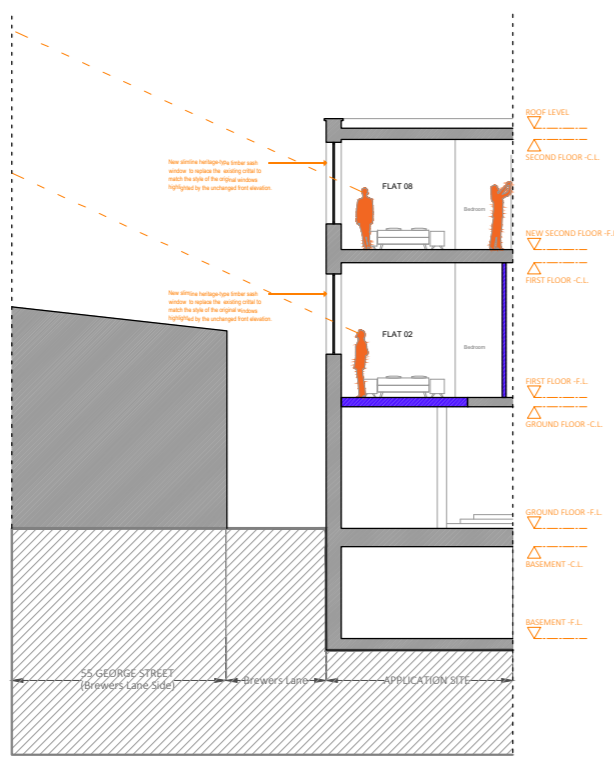 ROOF LEVEL
SECOND FLOOR -C.L.
New slimline heritage-type timber sash
window to replace the existing crittal to
match the style of the original windows
highlighted by the unchanged front elevation.
FLAT 08
Bedroom
NEW SECOND FLOOR -F.L
FIRST FLOOR -C.L.
New slimline heritage-type timber sash
window to replace the existing crittal to
match the style of the original windows
highlighted by the unchanged front elevation.
FLAT 02
Bedroom
FIRST FLOOR -F.L.
GROUND FLOOR -C.L.
GROUND FLOOR -F.L.
BASEMENT -C.L.
BASEMENT -F.L.
55 GEORGE STREET
(Brewers Lane Side)
Brewers Lane
APPLICATION SITE